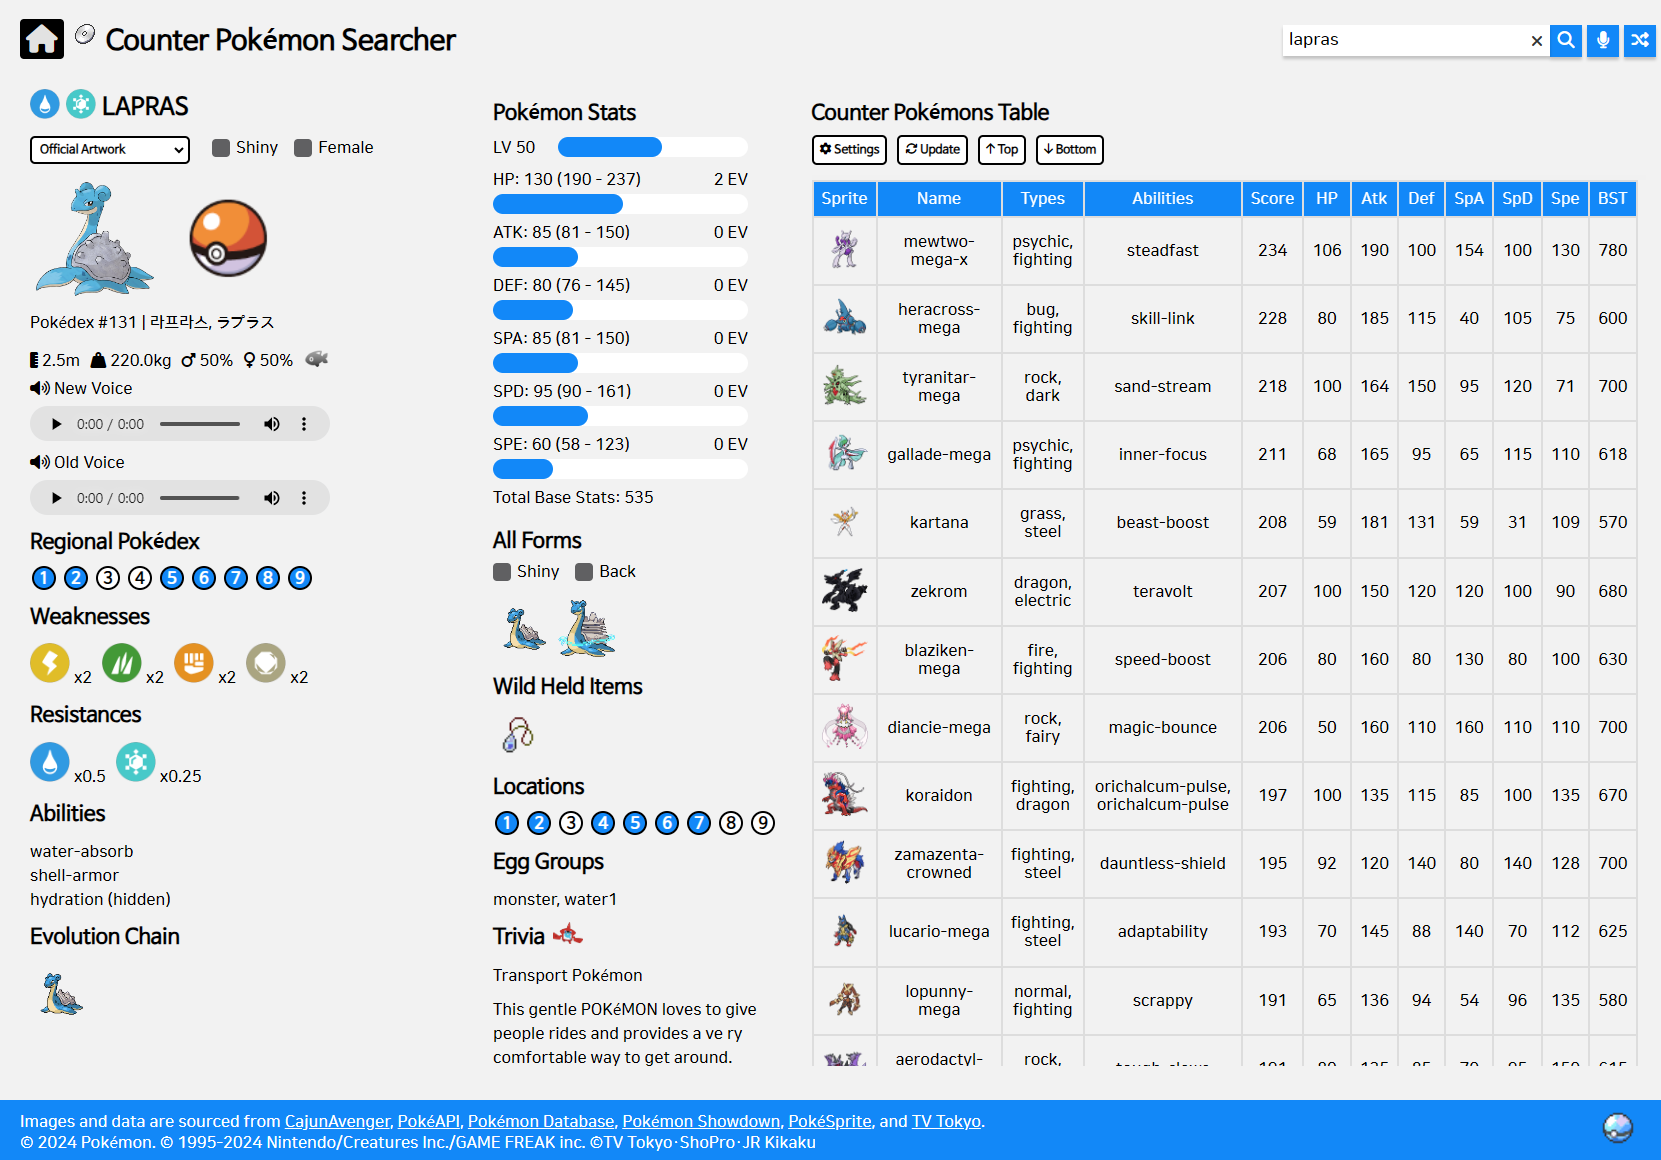 Counter Pokémon Searcher
lapras
LAPRAS
Official Artwork
Shiny
Female
Pokédex #131 | 라프라스, ラプラス
2.5m 220.0kg 50% 50%
New Voice
0:00 / 0:00
Old Voice
0:00 / 0:00
Regional Pokédex
1 2 3 4 5 6 7 8 9
Weaknesses
x2 x2 x2 x2
Resistances
x0.5 x0.25
Abilities
water-absorb
shell-armor
hydration (hidden)
Evolution Chain
Pokémon Stats
LV 50
HP: 130 (190 - 237) 2 EV
ATK: 85 (81 - 150) 0 EV
DEF: 80 (76 - 145) 0 EV
SPA: 85 (81 - 150) 0 EV
SPD: 95 (90 - 161) 0 EV
SPE: 60 (58 - 123) 0 EV
Total Base Stats: 535
All Forms
Shiny Back
Wild Held Items
Locations
1 2 3 4 5 6 7 8 9
Egg Groups
monster, water1
Trivia
Transport Pokémon
This gentle POKéMON loves to give
people rides and provides a ve ry
comfortable way to get around.
Counter Pokémons Table
Settings Update Top Bottom
Sprite Name Types Abilities Score HP Atk Def SpA SpD Spe BST
mewtwo-mega-x psychic, fighting steadfast 234 106 190 100 154 100 130 780
heracross-mega bug, fighting skill-link 228 80 185 115 40 105 75 600
tyranitar-mega rock, dark sand-stream 218 100 164 150 95 120 71 700
gallade-mega psychic, fighting inner-focus 211 68 165 95 65 115 110 618
kartana grass, steel beast-boost 208 59 181 131 59 31 109 570
zekrom dragon, electric teravolt 207 100 150 120 120 100 90 680
blaziken-mega fire, fighting speed-boost 206 80 160 80 130 80 100 630
diancie-mega rock, fairy magic-bounce 206 50 160 110 160 110 110 700
koraidon fighting, dragon orichalcum-pulse, orichalcum-pulse 197 100 135 115 85 100 135 670
zamazenta-crowned fighting, steel dauntless-shield 195 92 120 140 80 140 128 700
lucario-mega fighting, steel adaptability 193 70 145 88 140 70 112 625
lopunny-mega normal, fighting scrappy 191 65 136 94 54 96 135 580
aerodactyl- rock,
Images and data are sourced from CajunAvenger, PokéAPI, Pokémon Database, Pokémon Showdown, PokéSprite, and TV Tokyo.
© 2024 Pokémon. © 1995-2024 Nintendo/Creatures Inc./GAME FREAK inc. ©TV Tokyo·ShoPro·JR Kikaku